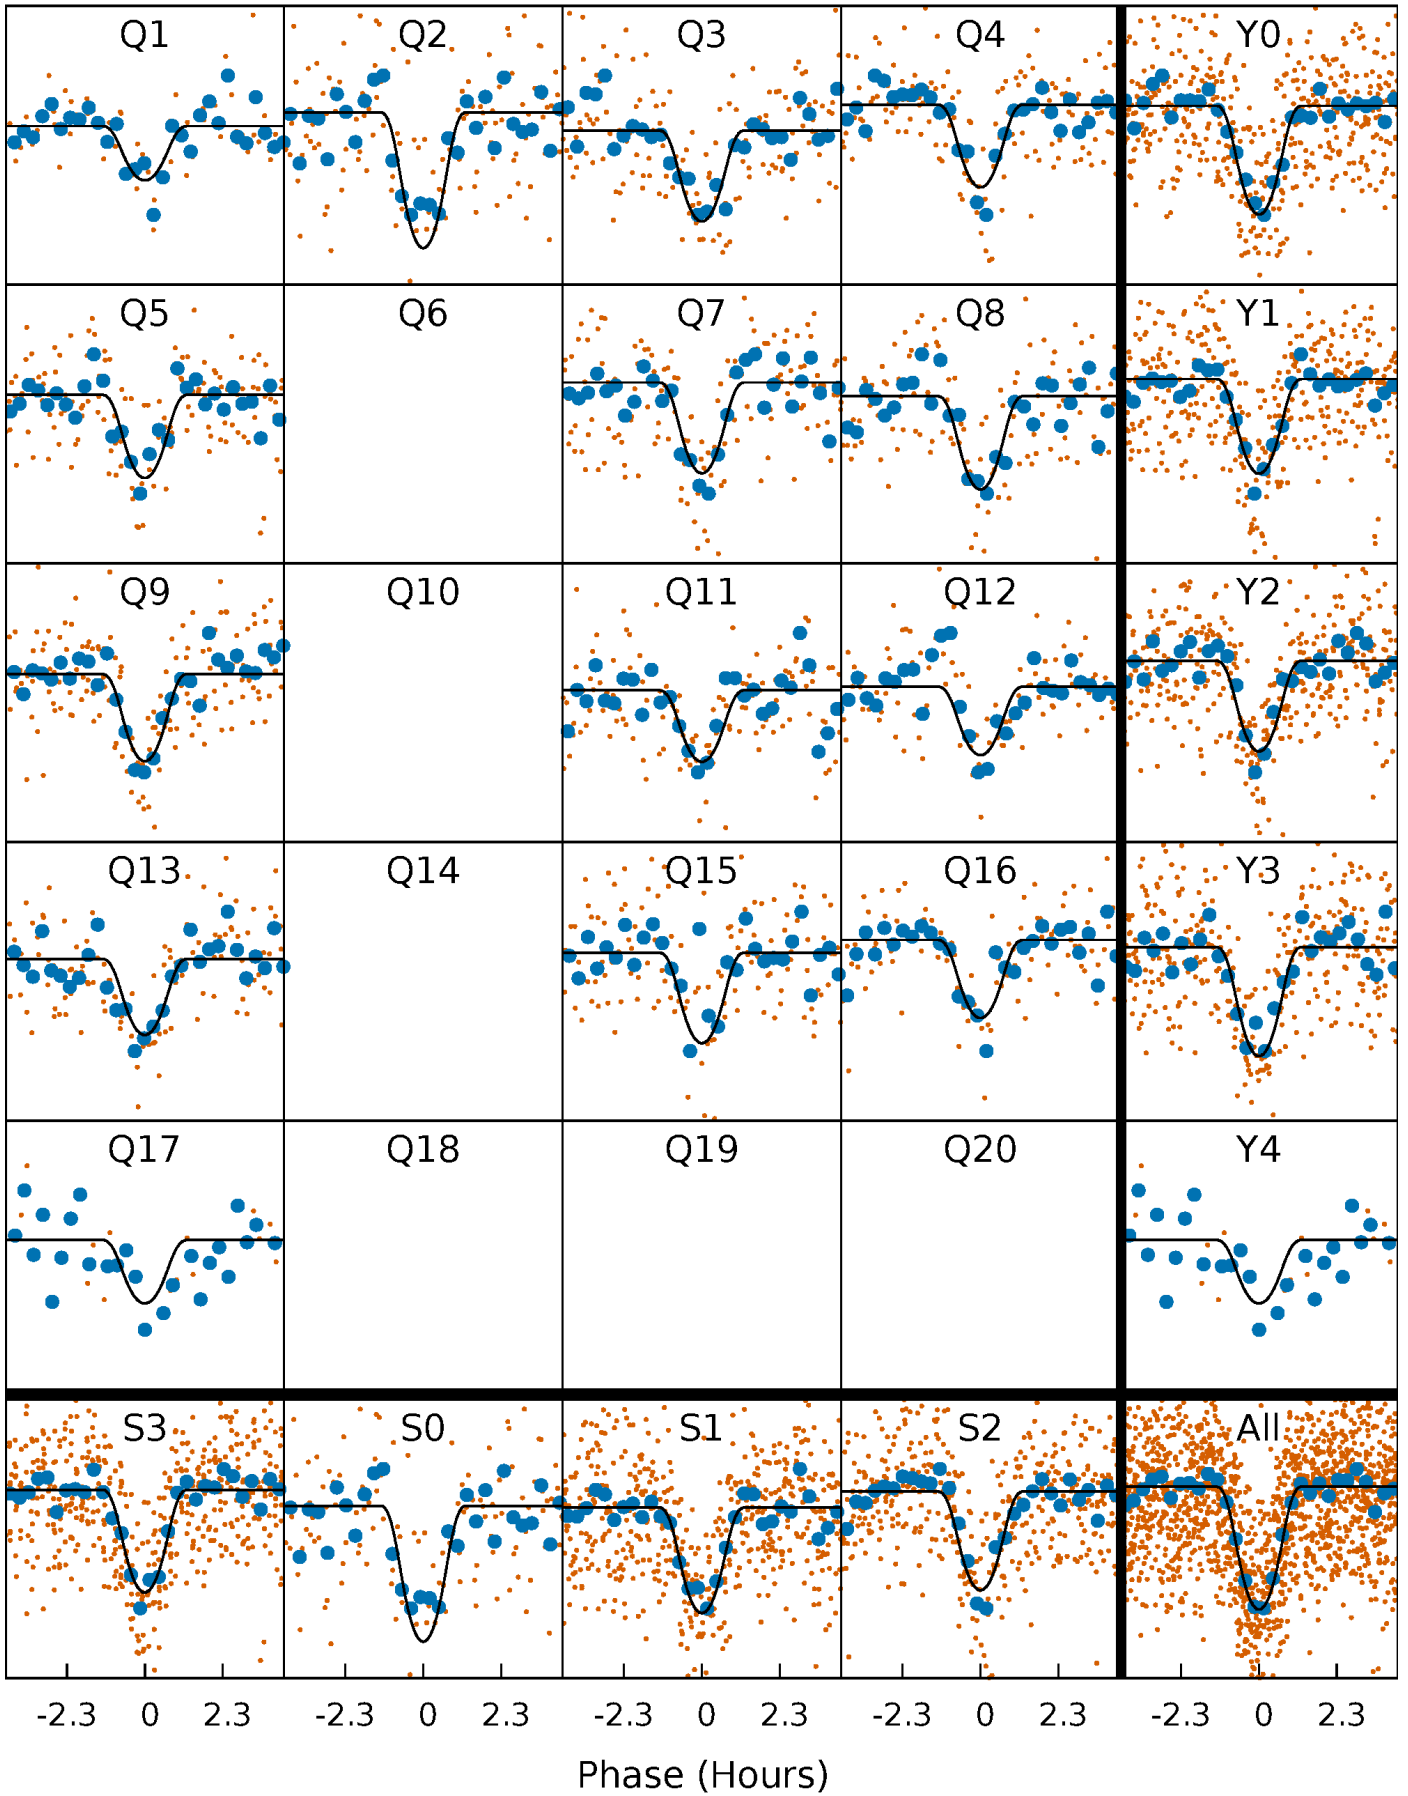 Q1 Q2 Q3 Q4 Y0
Q5 Q6 Q7 Q8 Y1
Q9 Q10 Q11 Q12 Y2
Q13 Q14 Q15 Q16 Y3
Q17 Q18 Q19 Q20 Y4
S3 S0 S1 S2 All
-2.3 0 2.3 -2.3 0 2.3 -2.3 0 2.3 -2.3 0 2.3 -2.3 0 2.3
Phase (Hours)